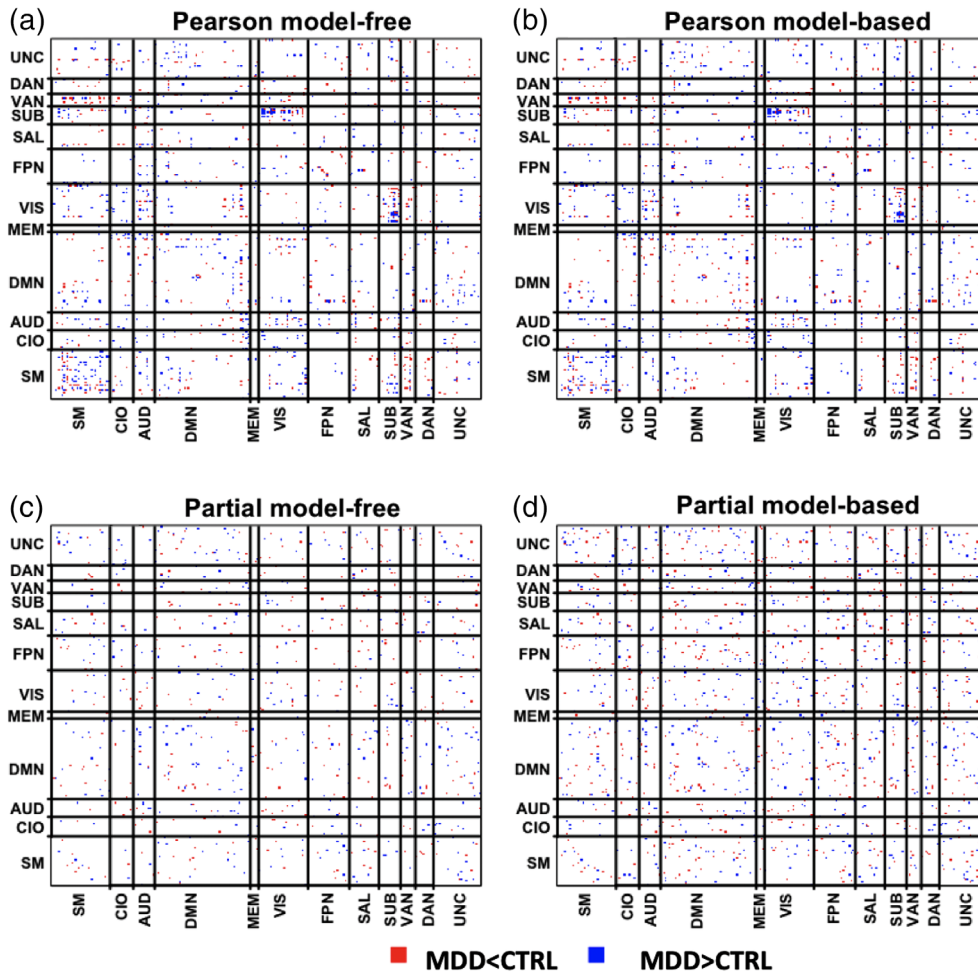 (a) Pearson model-free
UNC
DAN
VAN
SUB
SAL
FPN
VIS
MEM
DMN
AUD
CIO
SM
SM CIO AUD DMN MEM VIS FPN SAL SUB VAN DAN UNC
(b) Pearson model-based
UNC
DAN
VAN
SUB
SAL
FPN
VIS
MEM
DMN
AUD
CIO
SM
SM CIO AUD DMN MEM VIS FPN SAL SUB VAN DAN UNC
(c) Partial model-free
UNC
DAN
VAN
SUB
SAL
FPN
VIS
MEM
DMN
AUD
CIO
SM
SM CIO AUD DMN MEM VIS FPN SAL SUB VAN DAN UNC
(d) Partial model-based
UNC
DAN
VAN
SUB
SAL
FPN
VIS
MEM
DMN
AUD
CIO
SM
SM CIO AUD DMN MEM VIS FPN SAL SUB VAN DAN UNC
MDD<CTRL MDD>CTRL